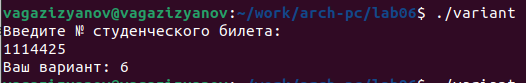 vagazizyanov@vagazizyanov:~/work/arch-pc/lab06$ ./variant
Введите № студенческого билета:
1114425
Ваш вариант: 6